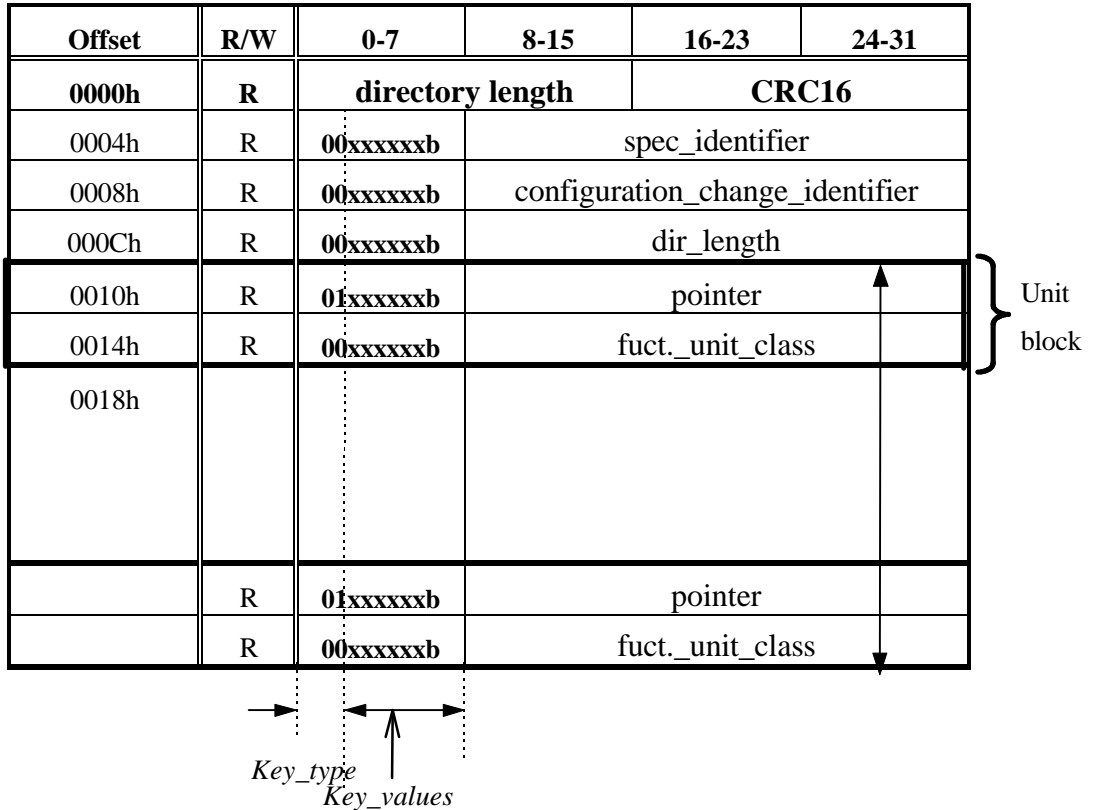 Offset R/W 0-7 8-15 16-23 24-31
0000h R directory length CRC16
0004h R 00xxxxxxb spec_identifier
0008h R 00xxxxxxb configuration_change_identifier
000Ch R 00xxxxxxb dir_length
0010h R 01xxxxxxb pointer Unit
0014h R 00xxxxxxb fuct._unit_class block
0018h
R 01xxxxxxb pointer
R 00xxxxxxb fuct._unit_class
Key_type
Key_values